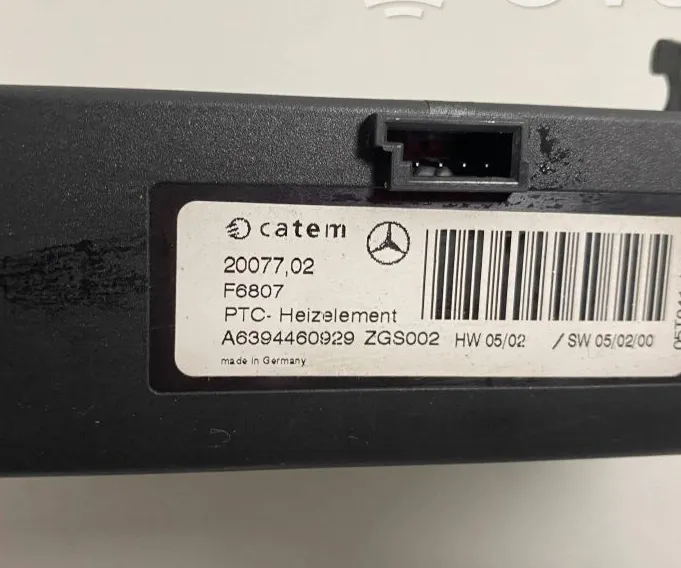 catem
20077,02
F6807
PTC- Heizelement
A6394460929 ZGS002 HW 05/02 / SW 05/02/00
made in Germany